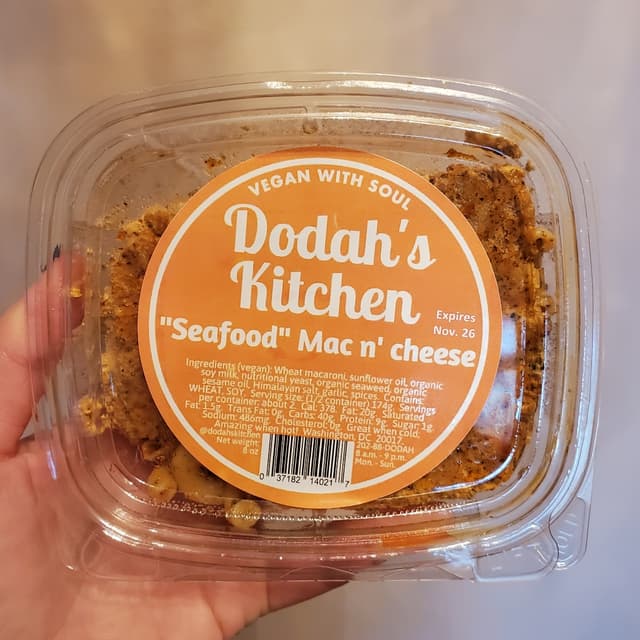 VEGAN WITH SOUL
Dodah's
Kitchen
Expires
Nov. 26
"Seafood" Mac n' cheese
Ingredients (vegan): Wheat macaroni, sunflower oil, organic
soy milk, nutritional yeast, organic seaweed, organic
sesame oil, Himalayan salt, garlic, spices. Contains:
WHEAT, SOY. Serving size: (1/2 Container) 124g. Servings
per container: about 2. Cal: 378. Fat: 20g. Saturated
Fat: 1.5g. Trans Fat: 0g. Carbs: 40g. Protein: 9g. Sugar: 1g.
Sodium: 480mg. Cholesterol: 0g. Great when cold,
Amazing when hot! Washington, DC, 20017.
@dodahskitchen
202-88-DODAH
Net weight:
8 a.m. - 9 p.m.
8 oz
Mon. - Sun.
0 37182 14021 7